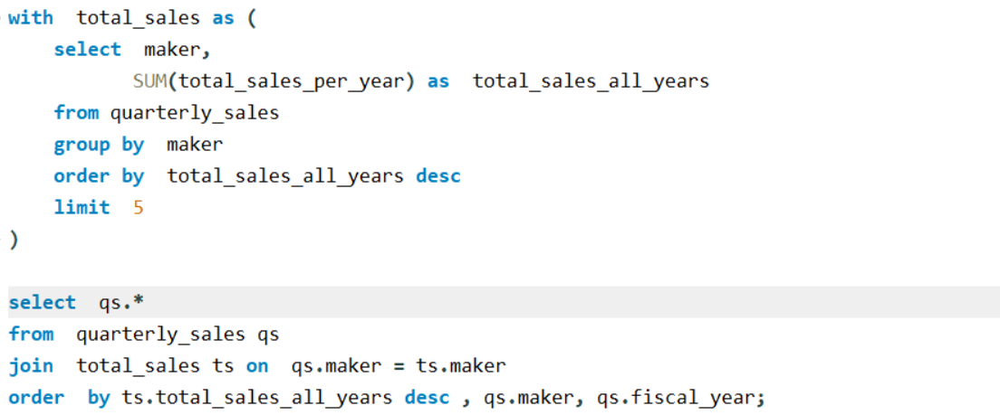 with  total_sales as (
    select  maker,
           SUM(total_sales_per_year) as  total_sales_all_years
    from quarterly_sales
    group by  maker
    order by  total_sales_all_years desc
    limit  5
)
select  qs.*
from  quarterly_sales qs
join  total_sales ts on  qs.maker = ts.maker
order  by ts.total_sales_all_years desc , qs.maker, qs.fiscal_year;